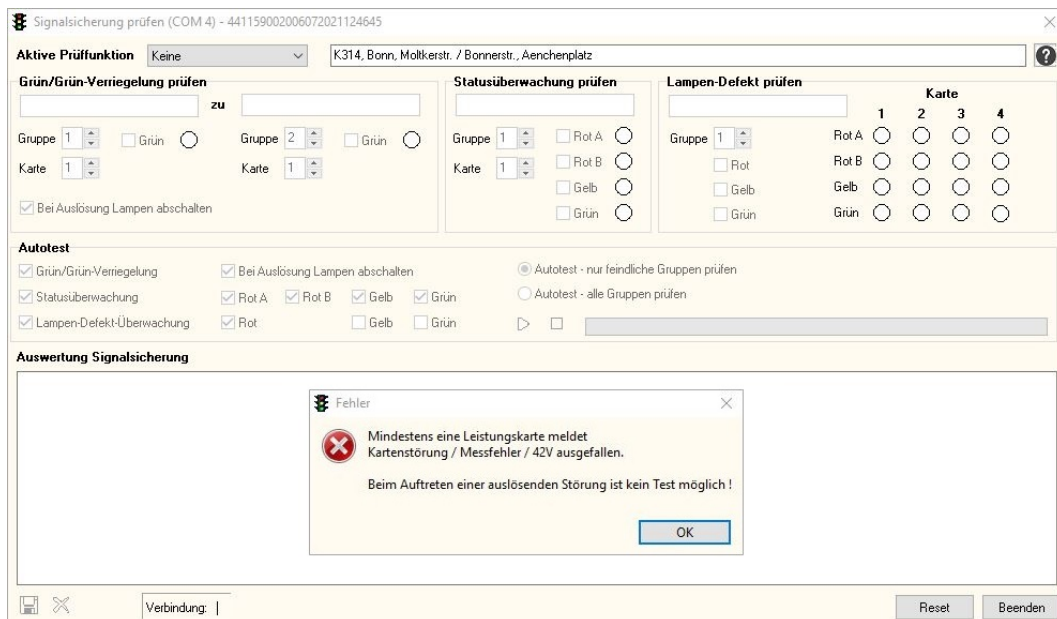 Signalsicherung prüfen (COM 4) - 441159002006072021124645
Aktive Prüffunktion Keine K314, Bonn, Moltkerstr. / Bonnerstr., Aenchenplatz
Grün/Grün-Verriegelung prüfen
zu
Gruppe 1 Grün Gruppe 2 Grün
Karte 1 Karte 1
Bei Auslösung Lampen abschalten
Statusüberwachung prüfen
Gruppe 1 Rot A
Karte 1 Rot B
Gelb
Grün
Lampen-Defekt prüfen
Karte
1 2 3 4
Gruppe 1 Rot A
Rot Rot B
Gelb Gelb
Grün Grün
Autotest
Grün/Grün-Verriegelung Bei Auslösung Lampen abschalten Autotest - nur feindliche Gruppen prüfen
Statusüberwachung Rot A Rot B Gelb Grün Autotest - alle Gruppen prüfen
Lampen-Defekt-Überwachung Rot Gelb Grün
Auswertung Signalsicherung
Fehler
Mindestens eine Leistungskarte meldet
Kartenstörung / Messfehler / 42V ausgefallen.
Beim Auftreten einer auslösenden Störung ist kein Test möglich !
OK
Verbindung: |
Reset Beenden